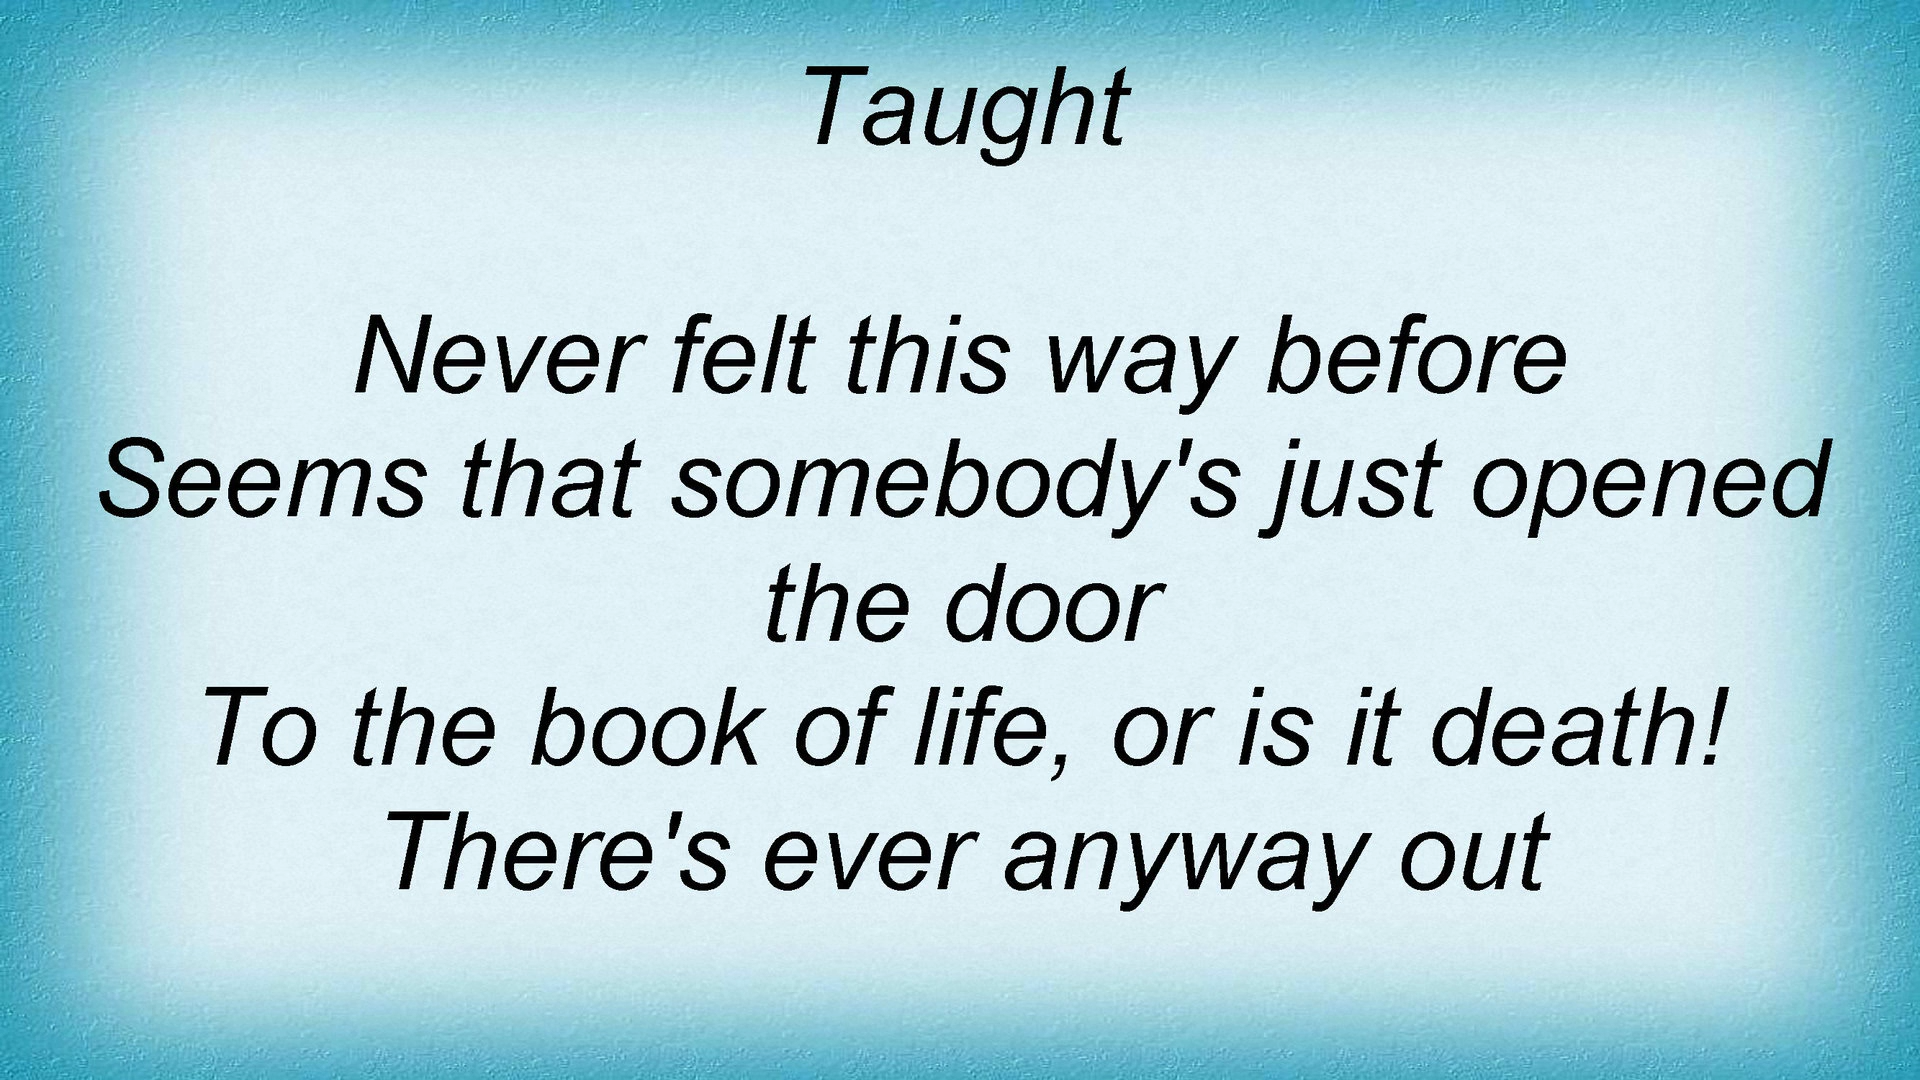 Taught
Never felt this way before
Seems that somebody's just opened
the door
To the book of life, or is it death!
There's ever anyway out